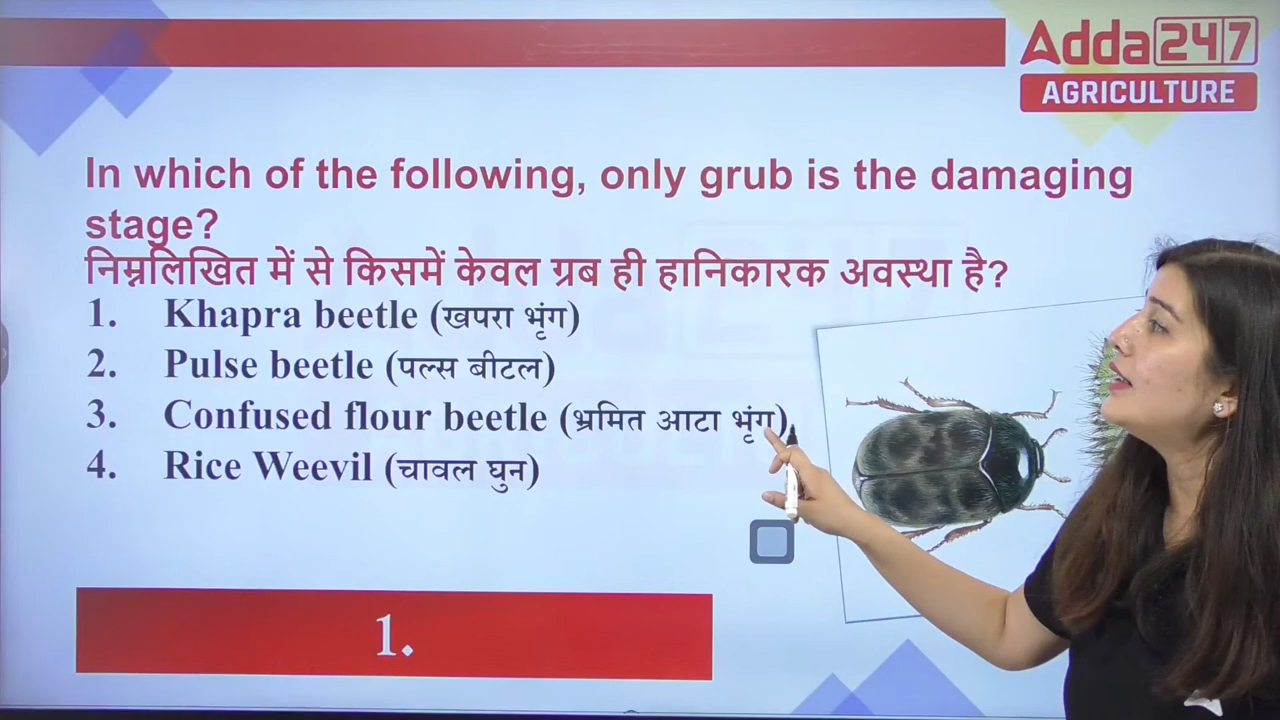 Adda247
AGRICULTURE
In which of the following, only grub is the damaging
stage?
निम्नलिखित में से किसमें केवल ग्रब ही हानिकारक अवस्था है?
1. Khapra beetle (खपरा भृंग)
2. Pulse beetle (पल्स बीटल)
3. Confused flour beetle (भ्रमित आटा भृंग)
4. Rice Weevil (चावल घुन)
1.